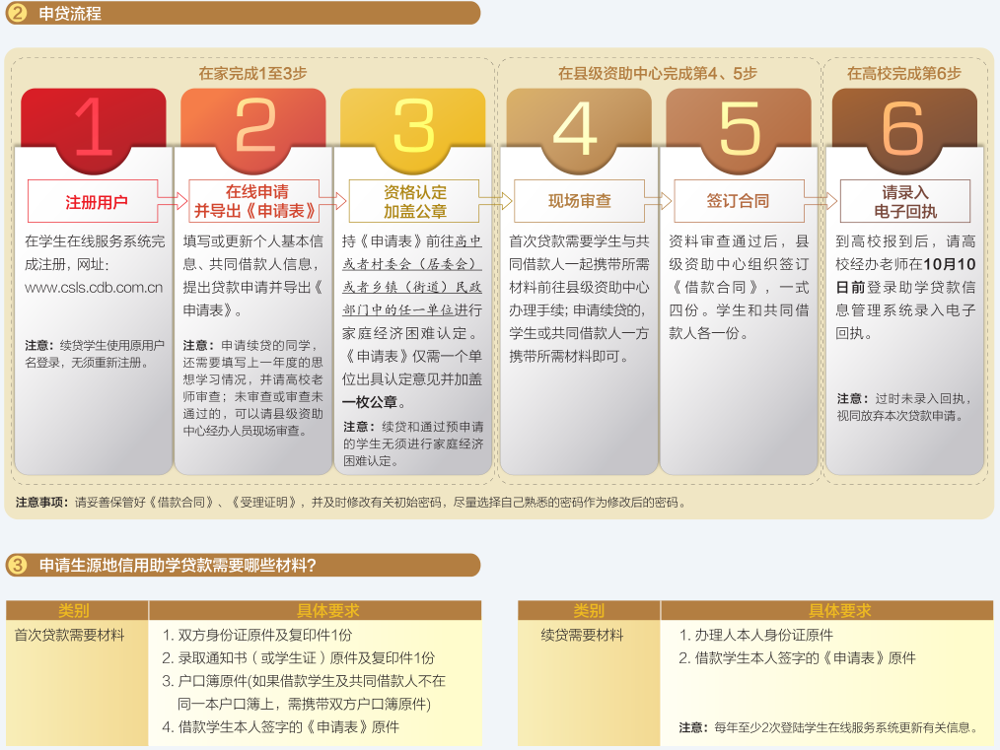 2 申贷流程
在家完成1至3步
在县级资助中心完成第4、5步
在高校完成第6步
1
注册用户
在学生在线服务系统完
成注册，网址：
www.csls.cdb.com.cn
注意：续贷学生使用原用户
名登录，无须重新注册。
2
在线申请
并导出《申请表》
填写或更新个人基本信
息、共同借款人信息，
提出贷款申请并导出《
申请表》。
注意：申请续贷的同学，
还需要填写上一年度的思
想学习情况，并请高校老
师审查；未审查或审查未
通过的，可以请县级资助
中心经办人员现场审查。
3
资格认定
加盖公章
持《申请表》前往高中
或者村委会（居委会）
或者乡镇（街道）民政
部门中的任一单位进行
家庭经济困难认定。
《申请表》仅需一个单
位出具认定意见并加盖
一枚公章。
注意：续贷和通过预申请
的学生无须进行家庭经济
困难认定。
4
现场审查
首次贷款需要学生与共
同借款人一起携带所需
材料前往县级资助中心
办理手续；申请续贷的，
学生或共同借款人一方
携带所需材料即可。
5
签订合同
资料审查通过后，县
级资助中心组织签订
《借款合同》，一式
四份。学生和共同借
款人各一份。
6
请录入
电子回执
到高校报到后，请高
校经办老师在10月10
日前登录助学贷款信
息管理系统录入电子
回执。
注意：过时未录入回执，
视同放弃本次贷款申请。
注意事项：请妥善保管好《借款合同》、《受理证明》，并及时修改有关初始密码，尽量选择自己熟悉的密码作为修改后的密码。
3 申请生源地信用助学贷款需要哪些材料？
类别 具体要求
首次贷款需要材料
1. 双方身份证原件及复印件1份
2. 录取通知书（或学生证）原件及复印件1份
3. 户口簿原件(如果借款学生及共同借款人不在
同一本户口簿上，需携带双方户口簿原件)
4. 借款学生本人签字的《申请表》原件
类别 具体要求
续贷需要材料
1. 办理人本人身份证原件
2. 借款学生本人签字的《申请表》原件
注意：每年至少2次登陆学生在线服务系统更新有关信息。